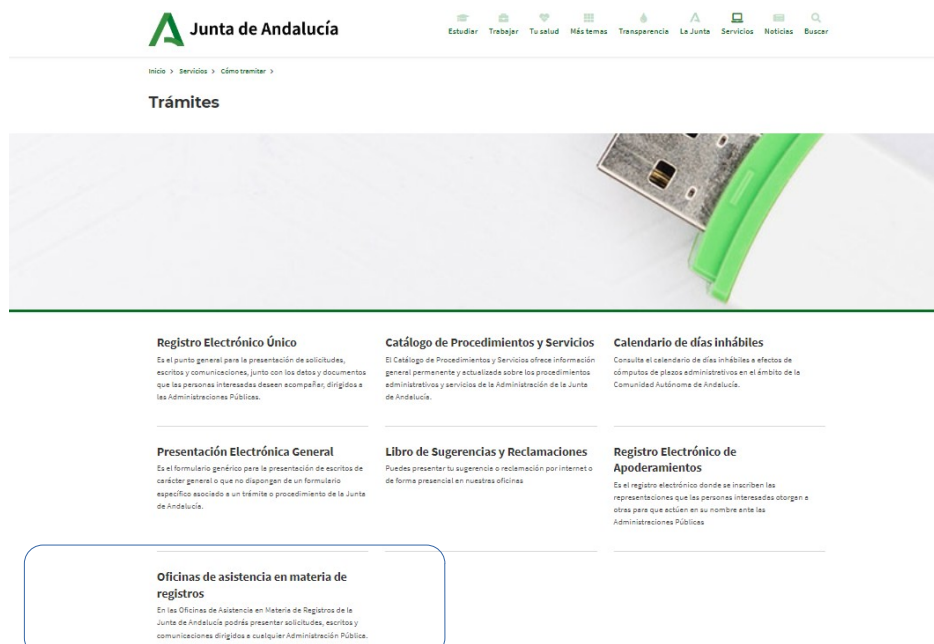 Junta de Andalucía
Estudiar Trabajar Tu salud Más temas Transparencia La Junta Servicios Noticias Buscar
Inicio > Servicios > Cómo tramitar >
Trámites
Registro Electrónico Único
Es el punto general para la presentación de solicitudes,
escritos y comunicaciones, junto con los datos y documentos
que las personas interesadas deseen acompañar, dirigidos a
las Administraciones Públicas.
Catálogo de Procedimientos y Servicios
El Catálogo de Procedimientos y Servicios ofrece información
general permanente y actualizada sobre los procedimientos
administrativos y servicios de la Administración de la Junta
de Andalucía.
Calendario de días inhábiles
Consulta el calendario de días inhábiles a efectos de
cómputos de plazos administrativos en el ámbito de la
Comunidad Autónoma de Andalucía.
Presentación Electrónica General
Es el formulario genérico para la presentación de escritos de
carácter general o que no dispongan de un formulario
específico asociado a un trámite o procedimiento de la Junta
de Andalucía.
Libro de Sugerencias y Reclamaciones
Puedes presentar tu sugerencia o reclamación por internet o
de forma presencial en nuestras oficinas
Registro Electrónico de
Apoderamientos
Es el registro electrónico donde se inscriben las
representaciones que las personas interesadas otorgan a
otras para que actúen en su nombre ante las
Administraciones Públicas
Oficinas de asistencia en materia de
registros
En las Oficinas de Asistencia en Materia de Registros de la
Junta de Andalucía podrás presentar solicitudes, escritos y
comunicaciones dirigidos a cualquier Administración Pública.